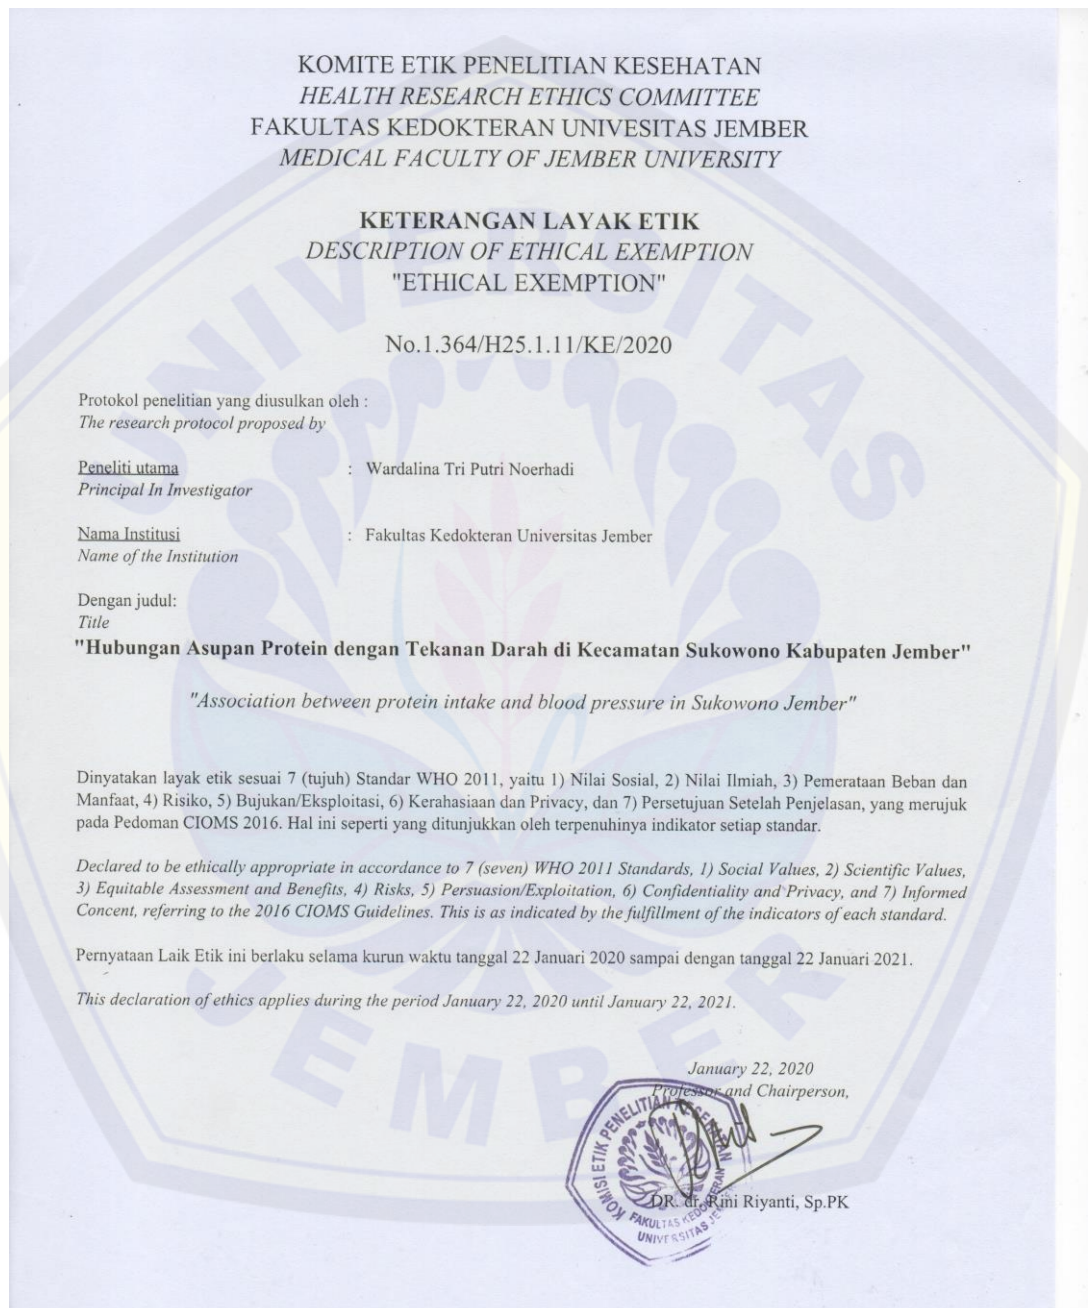 KOMITE ETIK PENELITIAN KESEHATAN
HEALTH RESEARCH ETHICS COMMITTEE
FAKULTAS KEDOKTERAN UNIVESITAS JEMBER
MEDICAL FACULTY OF JEMBER UNIVERSITY
KETERANGAN LAYAK ETIK
DESCRIPTION OF ETHICAL EXEMPTION
"ETHICAL EXEMPTION"
No.1.364/H25.1.11/KE/2020
Protokol penelitian yang diusulkan oleh :
The research protocol proposed by
Peneliti utama : Wardalina Tri Putri Noerhadi
Principal In Investigator
Nama Institusi : Fakultas Kedokteran Universitas Jember
Name of the Institution
Dengan judul:
Title
"Hubungan Asupan Protein dengan Tekanan Darah di Kecamatan Sukowono Kabupaten Jember"
"Association between protein intake and blood pressure in Sukowono Jember"
Dinyatakan layak etik sesuai 7 (tujuh) Standar WHO 2011, yaitu 1) Nilai Sosial, 2) Nilai Ilmiah, 3) Pemerataan Beban dan
Manfaat, 4) Risiko, 5) Bujukan/Eksploitasi, 6) Kerahasiaan dan Privacy, dan 7) Persetujuan Setelah Penjelasan, yang merujuk
pada Pedoman CIOMS 2016. Hal ini seperti yang ditunjukkan oleh terpenuhinya indikator setiap standar.
Declared to be ethically appropriate in accordance to 7 (seven) WHO 2011 Standards, 1) Social Values, 2) Scientific Values,
3) Equitable Assessment and Benefits, 4) Risks, 5) Persuasion/Exploitation, 6) Confidentiality and Privacy, and 7) Informed
Concent, referring to the 2016 CIOMS Guidelines. This is as indicated by the fulfillment of the indicators of each standard.
Pernyataan Laik Etik ini berlaku selama kurun waktu tanggal 22 Januari 2020 sampai dengan tanggal 22 Januari 2021.
This declaration of ethics applies during the period January 22, 2020 until January 22, 2021.
January 22, 2020
Professor and Chairperson,
KOMISI ETIK PENELITIAN KESEHATAN
FAKULTAS KEDOKTERAN
UNIVERSITAS JEMBER
DR. dr. Rini Riyanti, Sp.PK
UNIVERSITAS
JEMBER